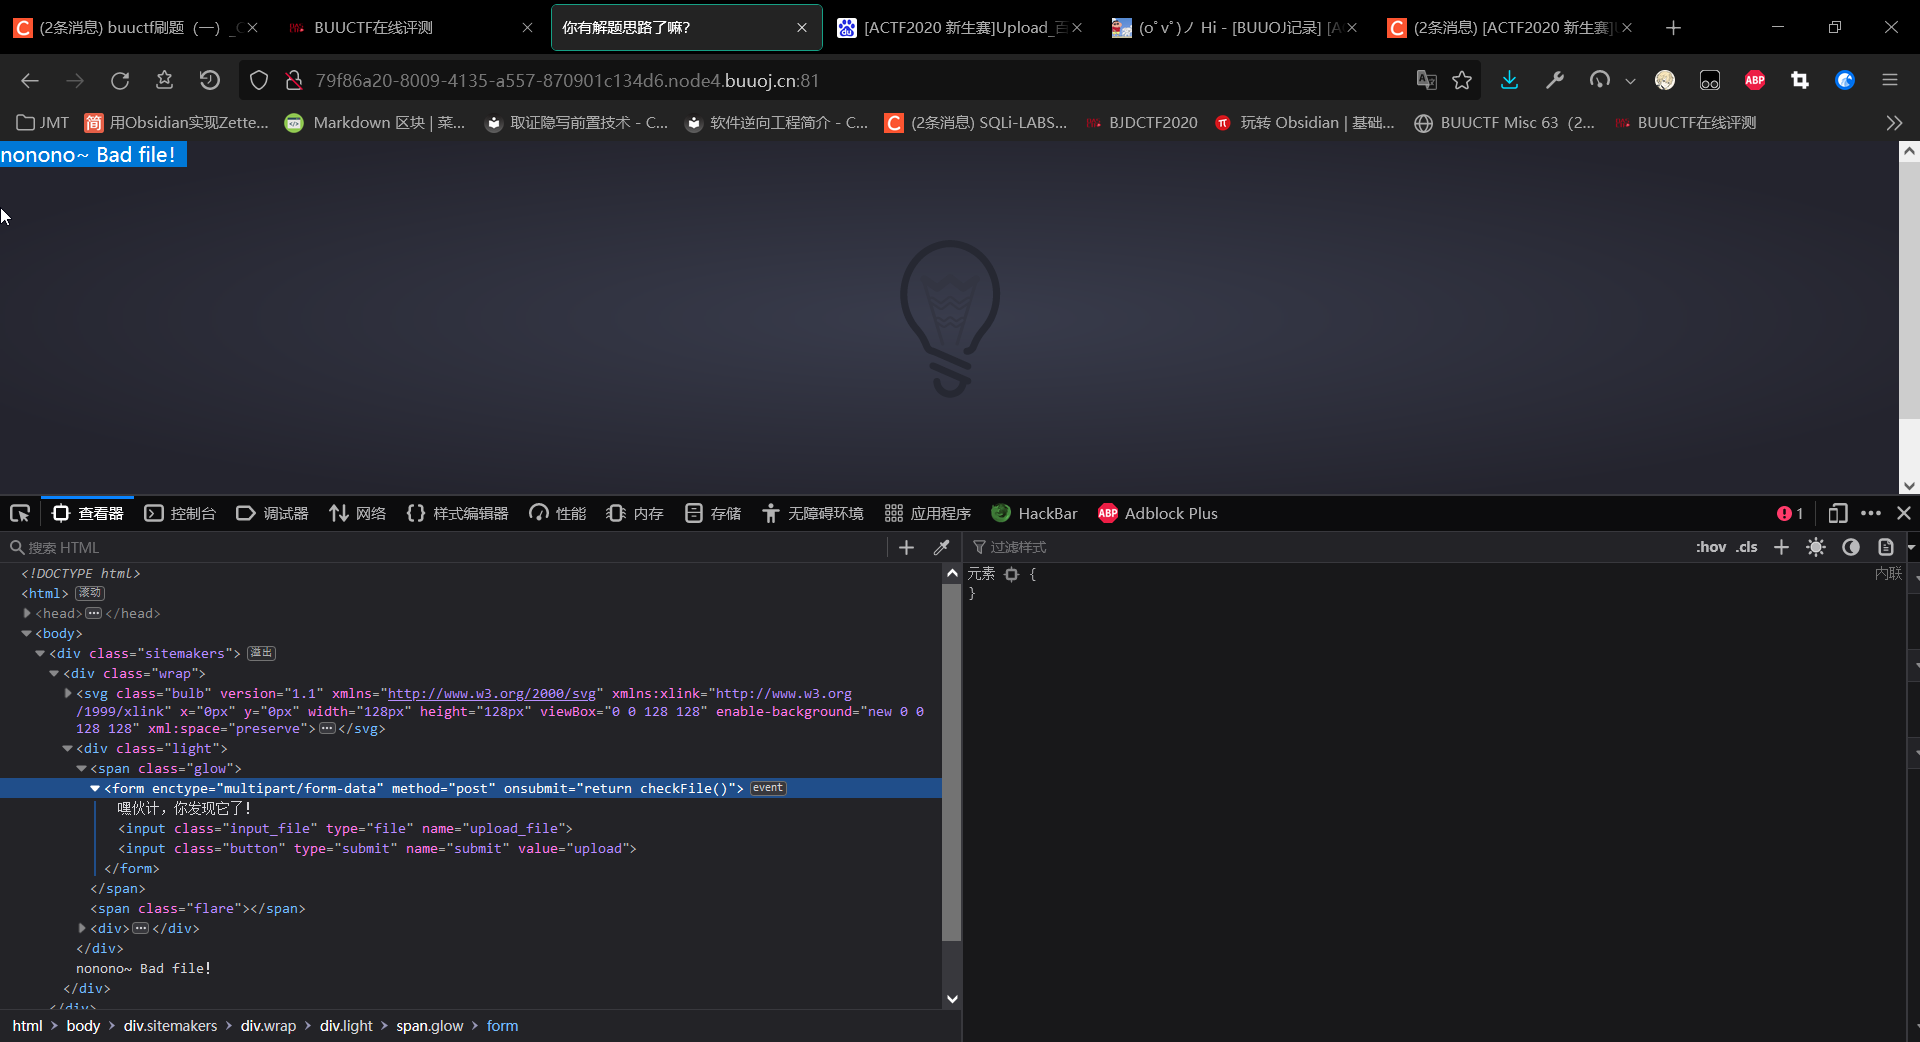 (2条消息) buuctf刷题（一）_C
BUUCTF在线评测
你有解题思路了嘛？
[ACTF2020 新生赛]Upload_百
(oﾟvﾟ)ノ Hi - [BUUOJ记录] [A
(2条消息) [ACTF2020 新生赛]U
79f86a20-8009-4135-a557-870901c134d6.node4.buuoj.cn:81
JMT
用Obsidian实现Zette...
Markdown 区块 | 菜...
取证隐写前置技术 - C...
软件逆向工程简介 - C...
(2条消息) SQLi-LABS...
BJDCTF2020
玩转 Obsidian | 基础...
BUUCTF Misc 63（2...
BUUCTF在线评测
nonono~ Bad file!
查看器
控制台
调试器
网络
样式编辑器
性能
内存
存储
无障碍环境
应用程序
HackBar
Adblock Plus
1
搜索 HTML
过滤样式
:hov .cls
<!DOCTYPE html>
<html> 滚动
<head>…</head>
<body>
<div class="sitemakers"> 溢出
<div class="wrap">
<svg class="bulb" version="1.1" xmlns="http://www.w3.org/2000/svg" xmlns:xlink="http://www.w3.org
/1999/xlink" x="0px" y="0px" width="128px" height="128px" viewBox="0 0 128 128" enable-background="new 0 0
128 128" xml:space="preserve">…</svg>
<div class="light">
<span class="glow">
<form enctype="multipart/form-data" method="post" onsubmit="return checkFile()"> event
嘿伙计，你发现它了！
<input class="input_file" type="file" name="upload_file">
<input class="button" type="submit" name="submit" value="upload">
</form>
</span>
<span class="flare"></span>
<div>…</div>
</div>
nonono~ Bad file!
</div>
</div>
元素 {
内联
}
html > body > div.sitemakers > div.wrap > div.light > span.glow > form